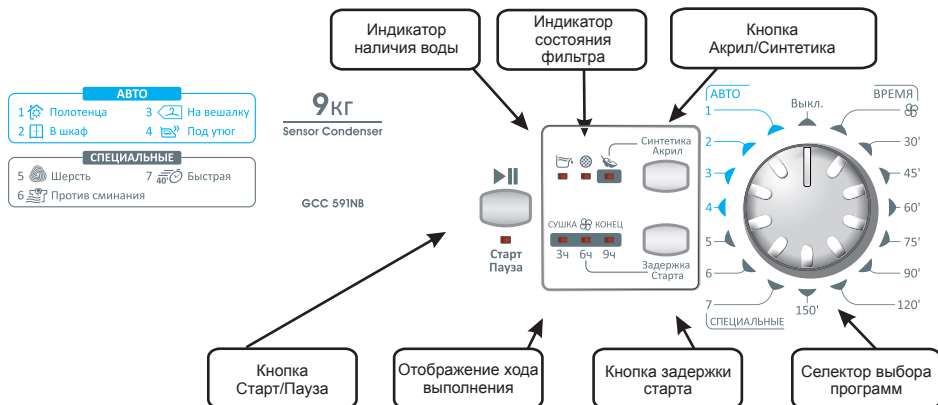 Индикатор
наличия воды
Индикатор
состояния
фильтра
Кнопка
Акрил/Синтетика
АВТО
1 Полотенца 3 На вешалку
2 В шкаф 4 Под утюг
СПЕЦИАЛЬНЫЕ
5 Шерсть 7 40° Быстрая
6 Против сминания
9кг
Sensor Condenser
GCC 591NB
Старт
Пауза
Синтетика
Акрил
СУШКА КОНЕЦ
3ч 6ч 9ч
Задержка
Старта
АВТО
ВРЕМЯ
Выкл.
1
2
3
4
5
6
7
СПЕЦИАЛЬНЫЕ
30'
45'
60'
75'
90'
120'
150'
Кнопка
Старт/Пауза
Отображение хода
выполнения
Кнопка задержки
старта
Селектор выбора
программ